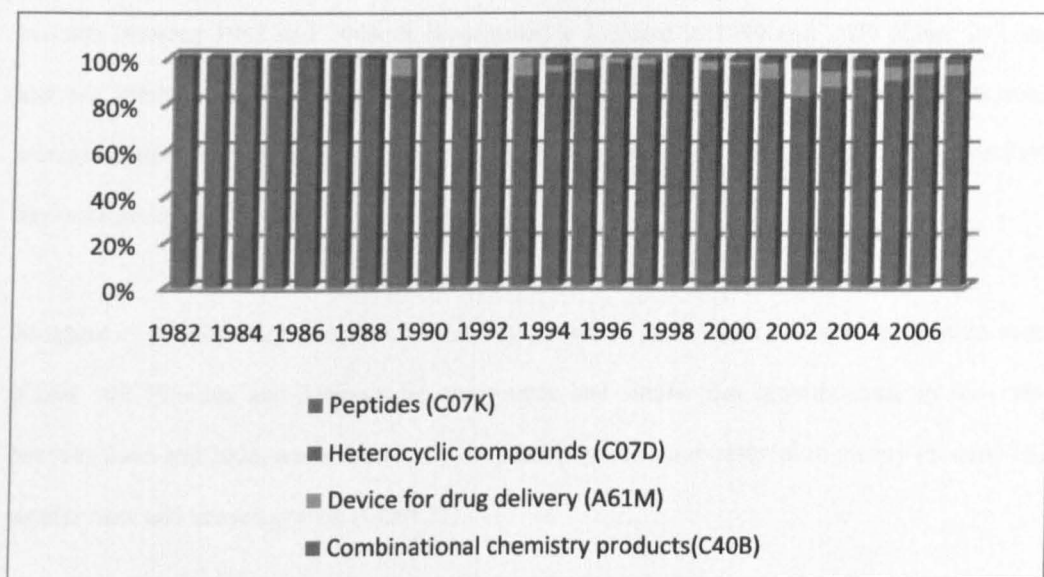 100%
80%
60%
40%
20%
0%
1982 1984 1986 1988 1990 1992 1994 1996 1998 2000 2002 2004 2006
Peptides (C07K)
Heterocyclic compounds (C07D)
Device for drug delivery (A61M)
Combinational chemistry products(C40B)